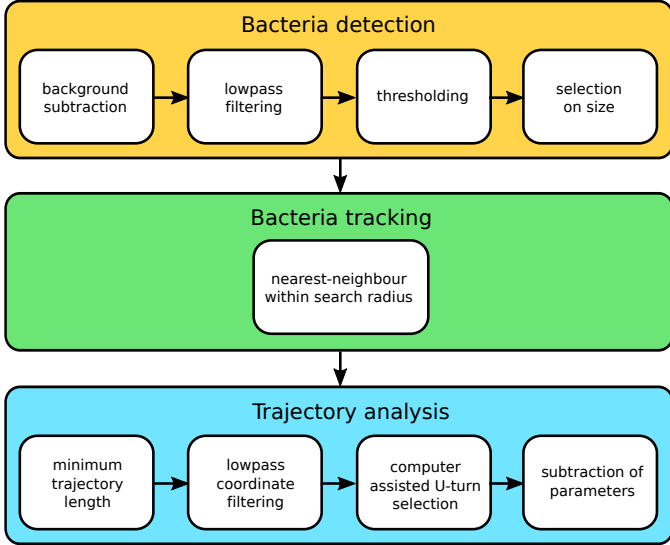 Bacteria detection
background
subtraction
lowpass
filtering
thresholding
selection
on size
Bacteria tracking
nearest-neighbour
within search radius
Trajectory analysis
minimum
trajectory
length
lowpass
coordinate
filtering
computer
assisted U-turn
selection
subtraction of
parameters